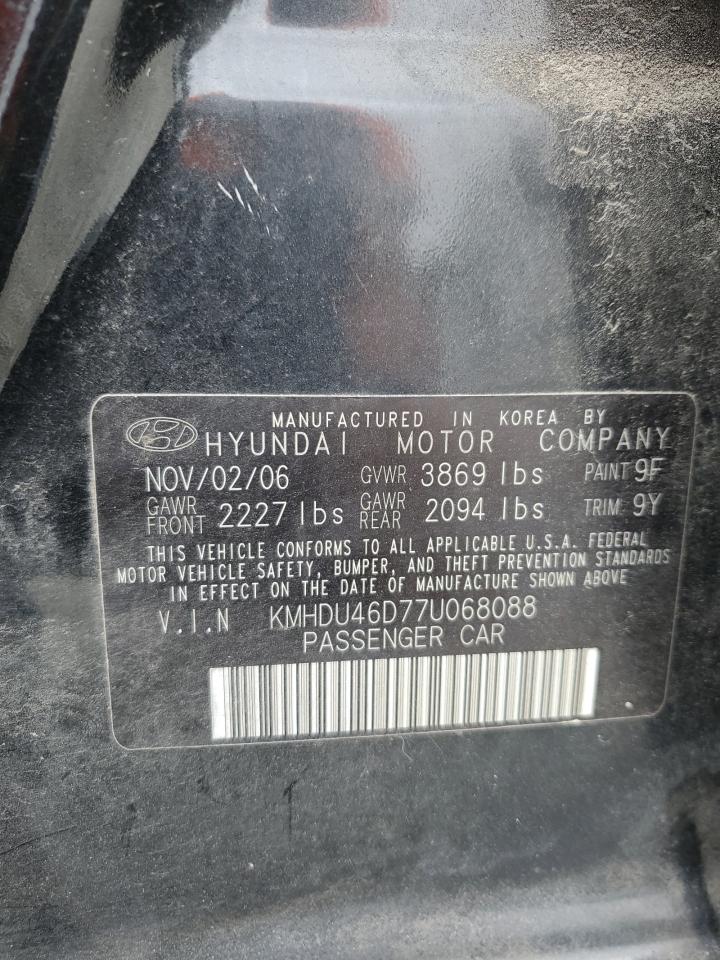 MANUFACTURED IN KOREA BY
HYUNDAI MOTOR COMPANY
NOV/02/06 GVWR 3869 lbs PAINT 9F
GAWR FRONT 2227 lbs GAWR REAR 2094 lbs TRIM: 9Y
THIS VEHICLE CONFORMS TO ALL APPLICABLE U.S.A. FEDERAL
MOTOR VEHICLE SAFETY, BUMPER, AND THEFT PREVENTION STANDARDS
IN EFFECT ON THE DATE OF MANUFACTURE SHOWN ABOVE
V.I.N KMHDU46D77U068088
PASSENGER CAR